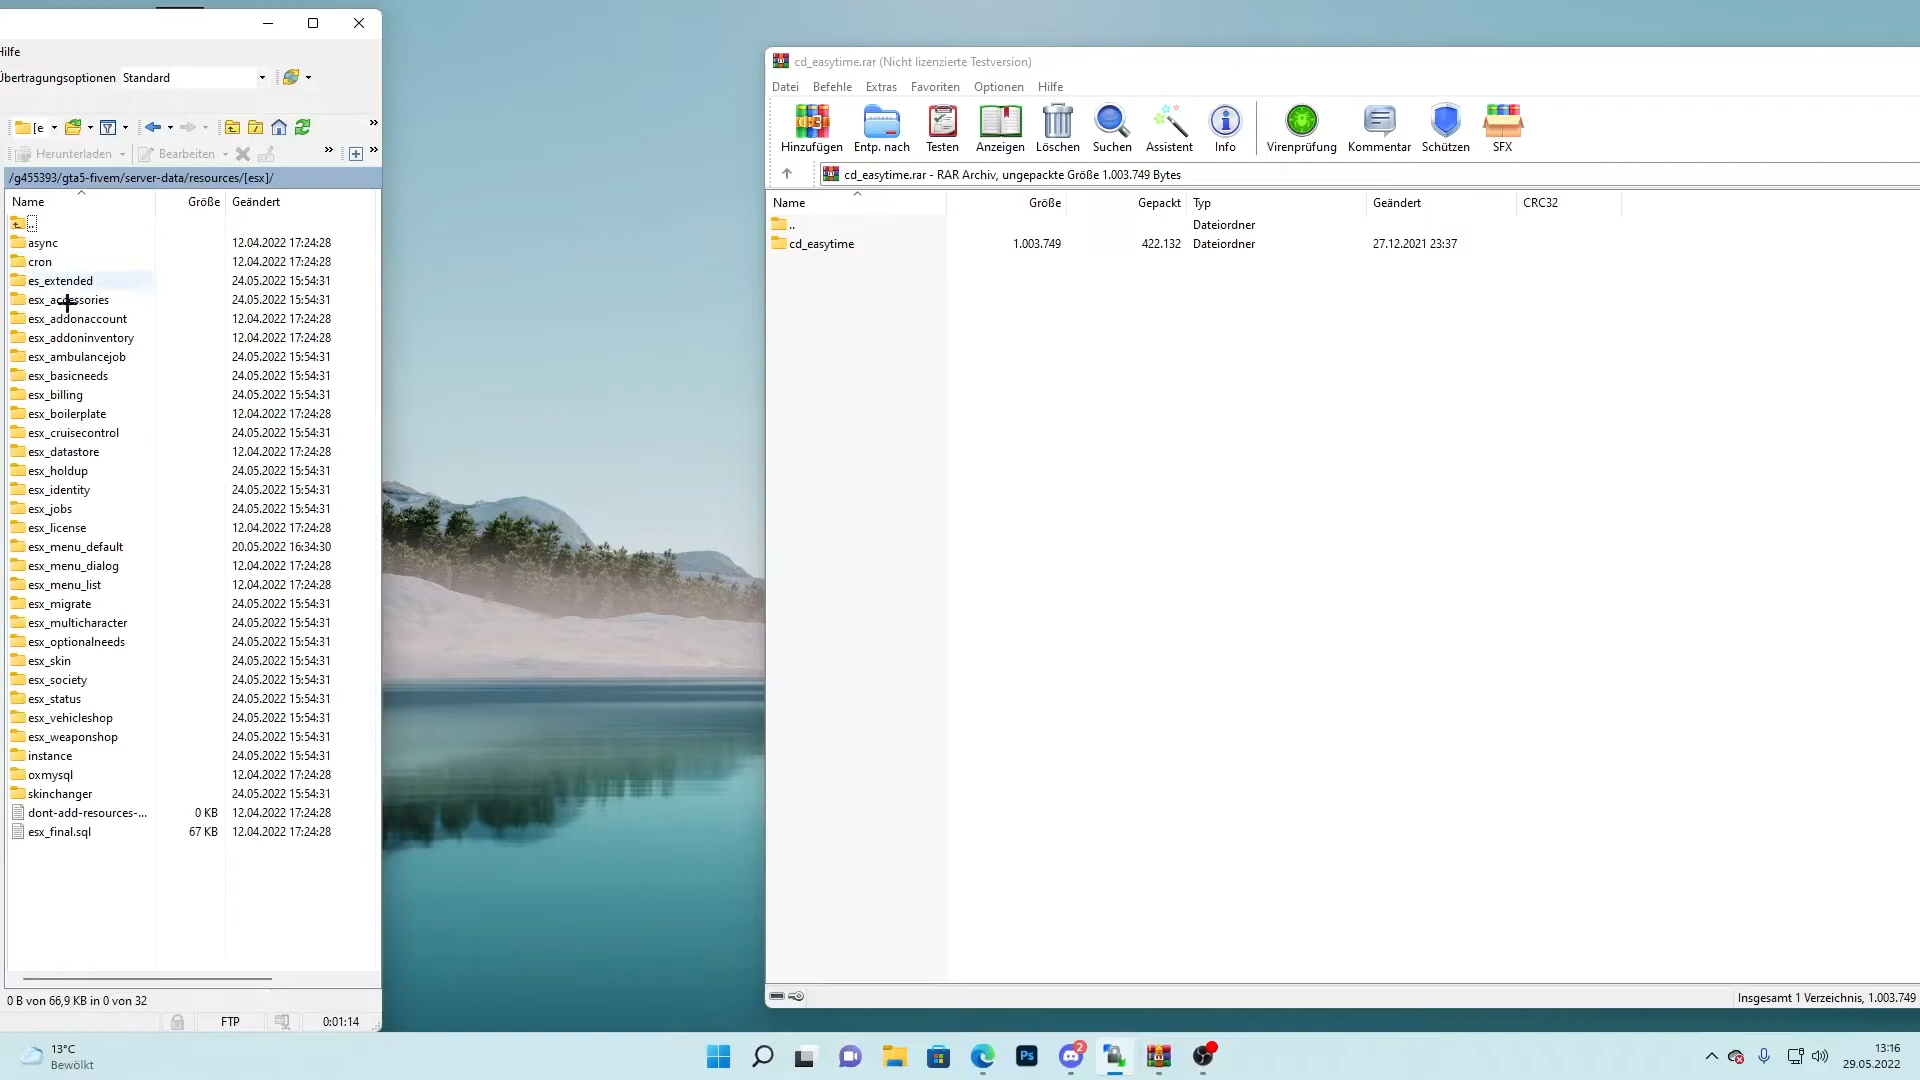 Hilfe
Übertragungsoptionen Standard
[e
Herunterladen Bearbeiten
/g455393/gta5-fivem/server-data/resources/[esx]/
Name Größe Geändert
..
async 12.04.2022 17:24:28
cron 12.04.2022 17:24:28
es_extended 24.05.2022 15:54:31
esx_accessories 24.05.2022 15:54:31
esx_addonaccount 12.04.2022 17:24:28
esx_addoninventory 12.04.2022 17:24:28
esx_ambulancejob 24.05.2022 15:54:31
esx_basicneeds 24.05.2022 15:54:31
esx_billing 24.05.2022 15:54:31
esx_boilerplate 12.04.2022 17:24:28
esx_cruisecontrol 24.05.2022 15:54:31
esx_datastore 12.04.2022 17:24:28
esx_holdup 24.05.2022 15:54:31
esx_identity 24.05.2022 15:54:31
esx_jobs 24.05.2022 15:54:31
esx_license 12.04.2022 17:24:28
esx_menu_default 20.05.2022 16:34:30
esx_menu_dialog 12.04.2022 17:24:28
esx_menu_list 12.04.2022 17:24:28
esx_migrate 24.05.2022 15:54:31
esx_multicharacter 24.05.2022 15:54:31
esx_optionalneeds 24.05.2022 15:54:31
esx_skin 24.05.2022 15:54:31
esx_society 24.05.2022 15:54:31
esx_status 24.05.2022 15:54:31
esx_vehicleshop 24.05.2022 15:54:31
esx_weaponshop 24.05.2022 15:54:31
instance 24.05.2022 15:54:31
oxmysql 12.04.2022 17:24:28
skinchanger 24.05.2022 15:54:31
dont-add-resources-... 0 KB 12.04.2022 17:24:28
esx_final.sql 67 KB 12.04.2022 17:24:28
0 B von 66,9 KB in 0 von 32
FTP 0:01:14
cd_easytime.rar (Nicht lizenzierte Testversion)
Datei Befehle Extras Favoriten Optionen Hilfe
Hinzufügen Entp. nach Testen Anzeigen Löschen Suchen Assistent Info Virenprüfung Kommentar Schützen SFX
cd_easytime.rar - RAR Archiv, ungepackte Größe 1.003.749 Bytes
Name Größe Gepackt Typ Geändert CRC32
.. Dateiordner
cd_easytime 1.003.749 422.132 Dateiordner 27.12.2021 23:37
Insgesamt 1 Verzeichnis, 1.003.749
13°C
Bewölkt
Ps
2
13:16
29.05.2022